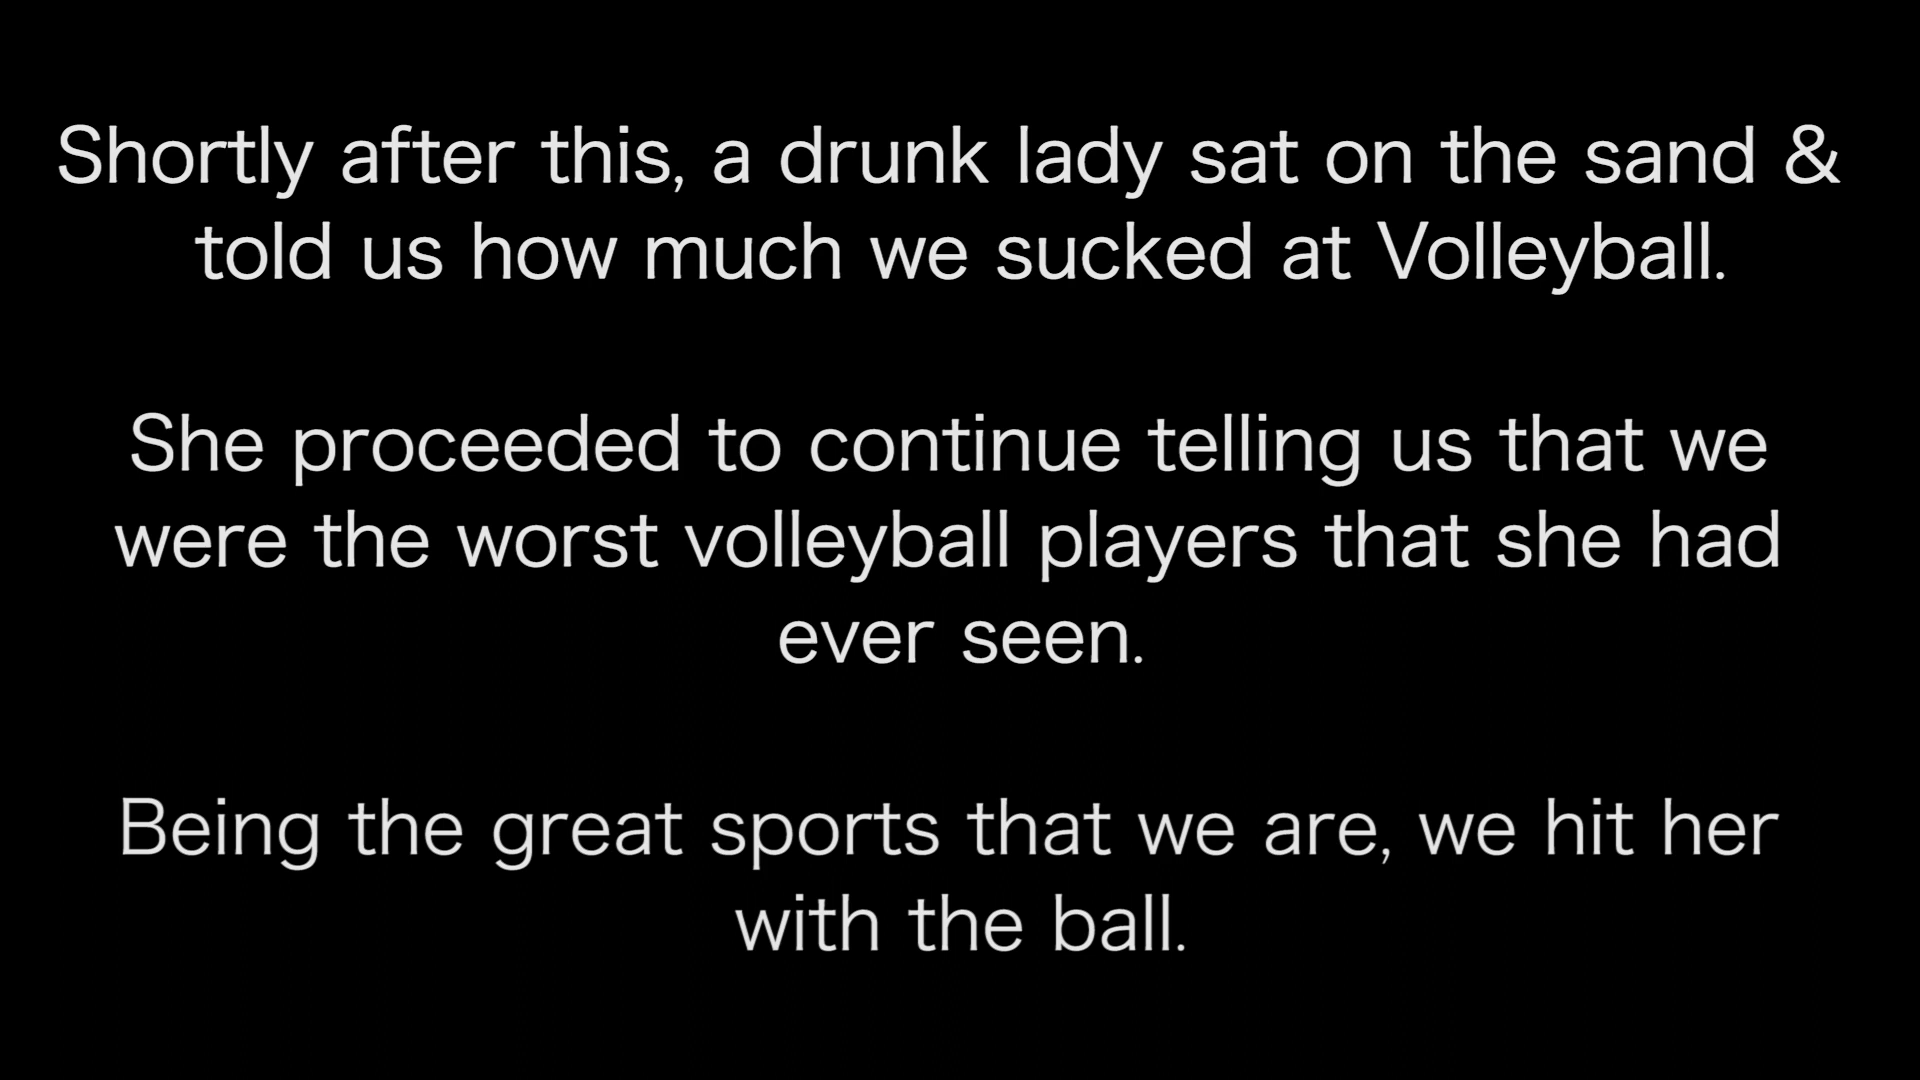 Shortly after this, a drunk lady sat on the sand &
told us how much we sucked at Volleyball.
She proceeded to continue telling us that we
were the worst volleyball players that she had
ever seen.
Being the great sports that we are, we hit her
with the ball.